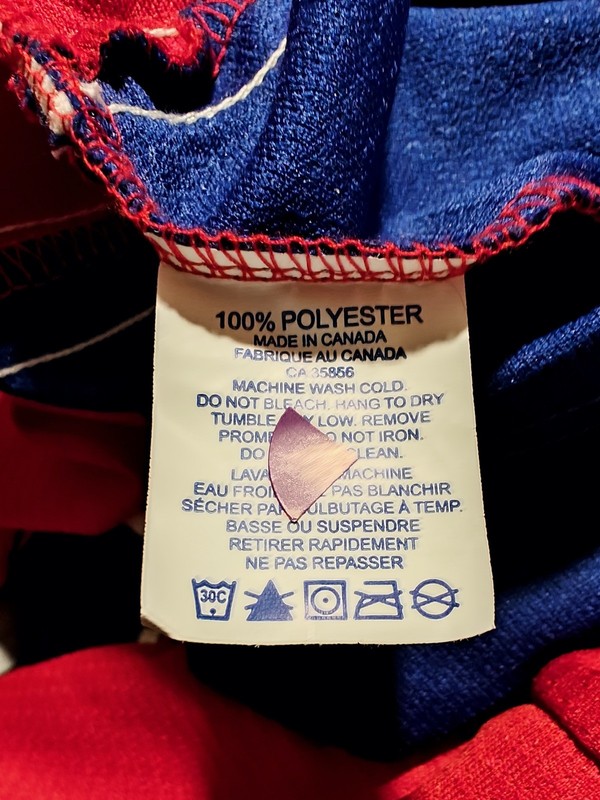 100% POLYESTER
MADE IN CANADA
FABRIQUE AU CANADA
CA 35856
MACHINE WASH COLD.
DO NOT BLEACH. HANG TO DRY
TUMBLE LOW. REMOVE
NOT IRON.
DO CLEAN.
MACHINE
EAU PAS BLANCHIR
SÉCHER À TEMP.
BASSE OU SUSPENDRE
RETIRER RAPIDEMENT
NE PAS REPASSER
30C